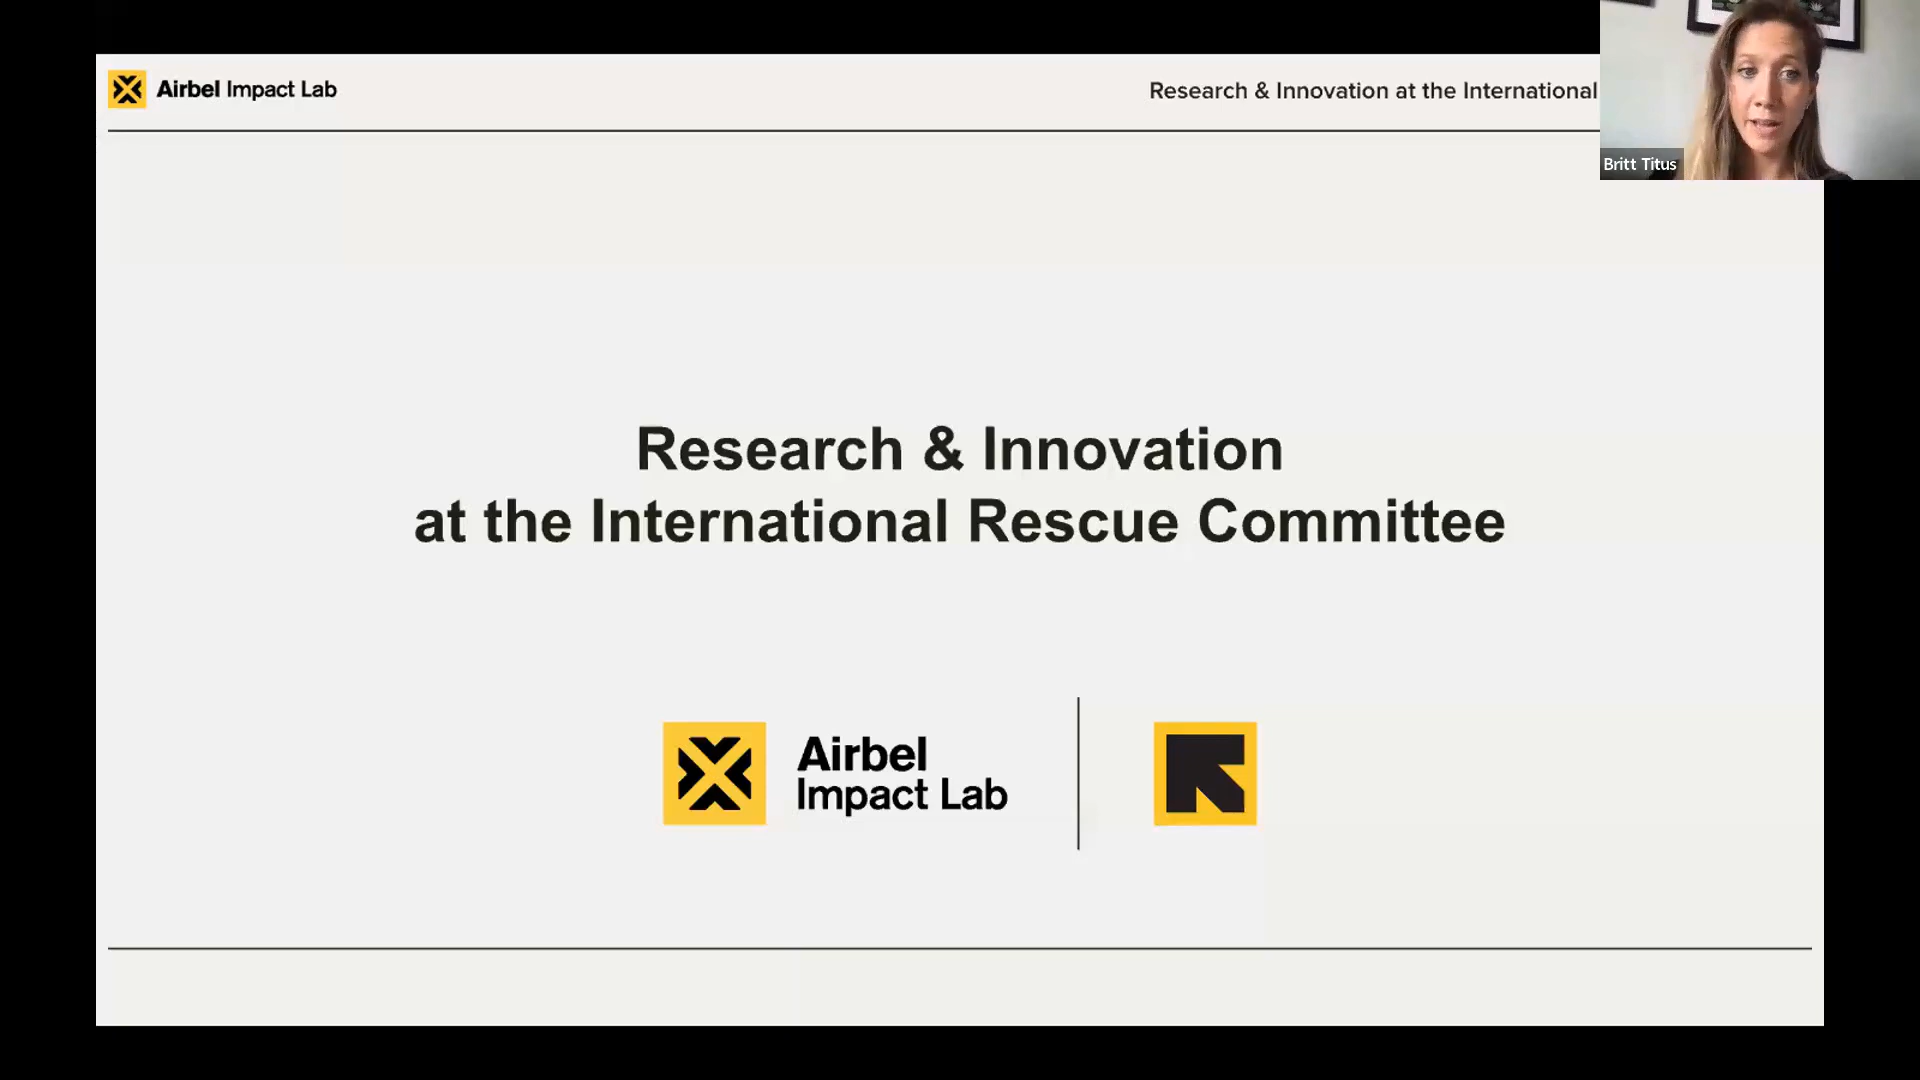 Airbel Impact Lab
Research & Innovation at the International
Britt Titus
Research & Innovation
at the International Rescue Committee
Airbel
Impact Lab